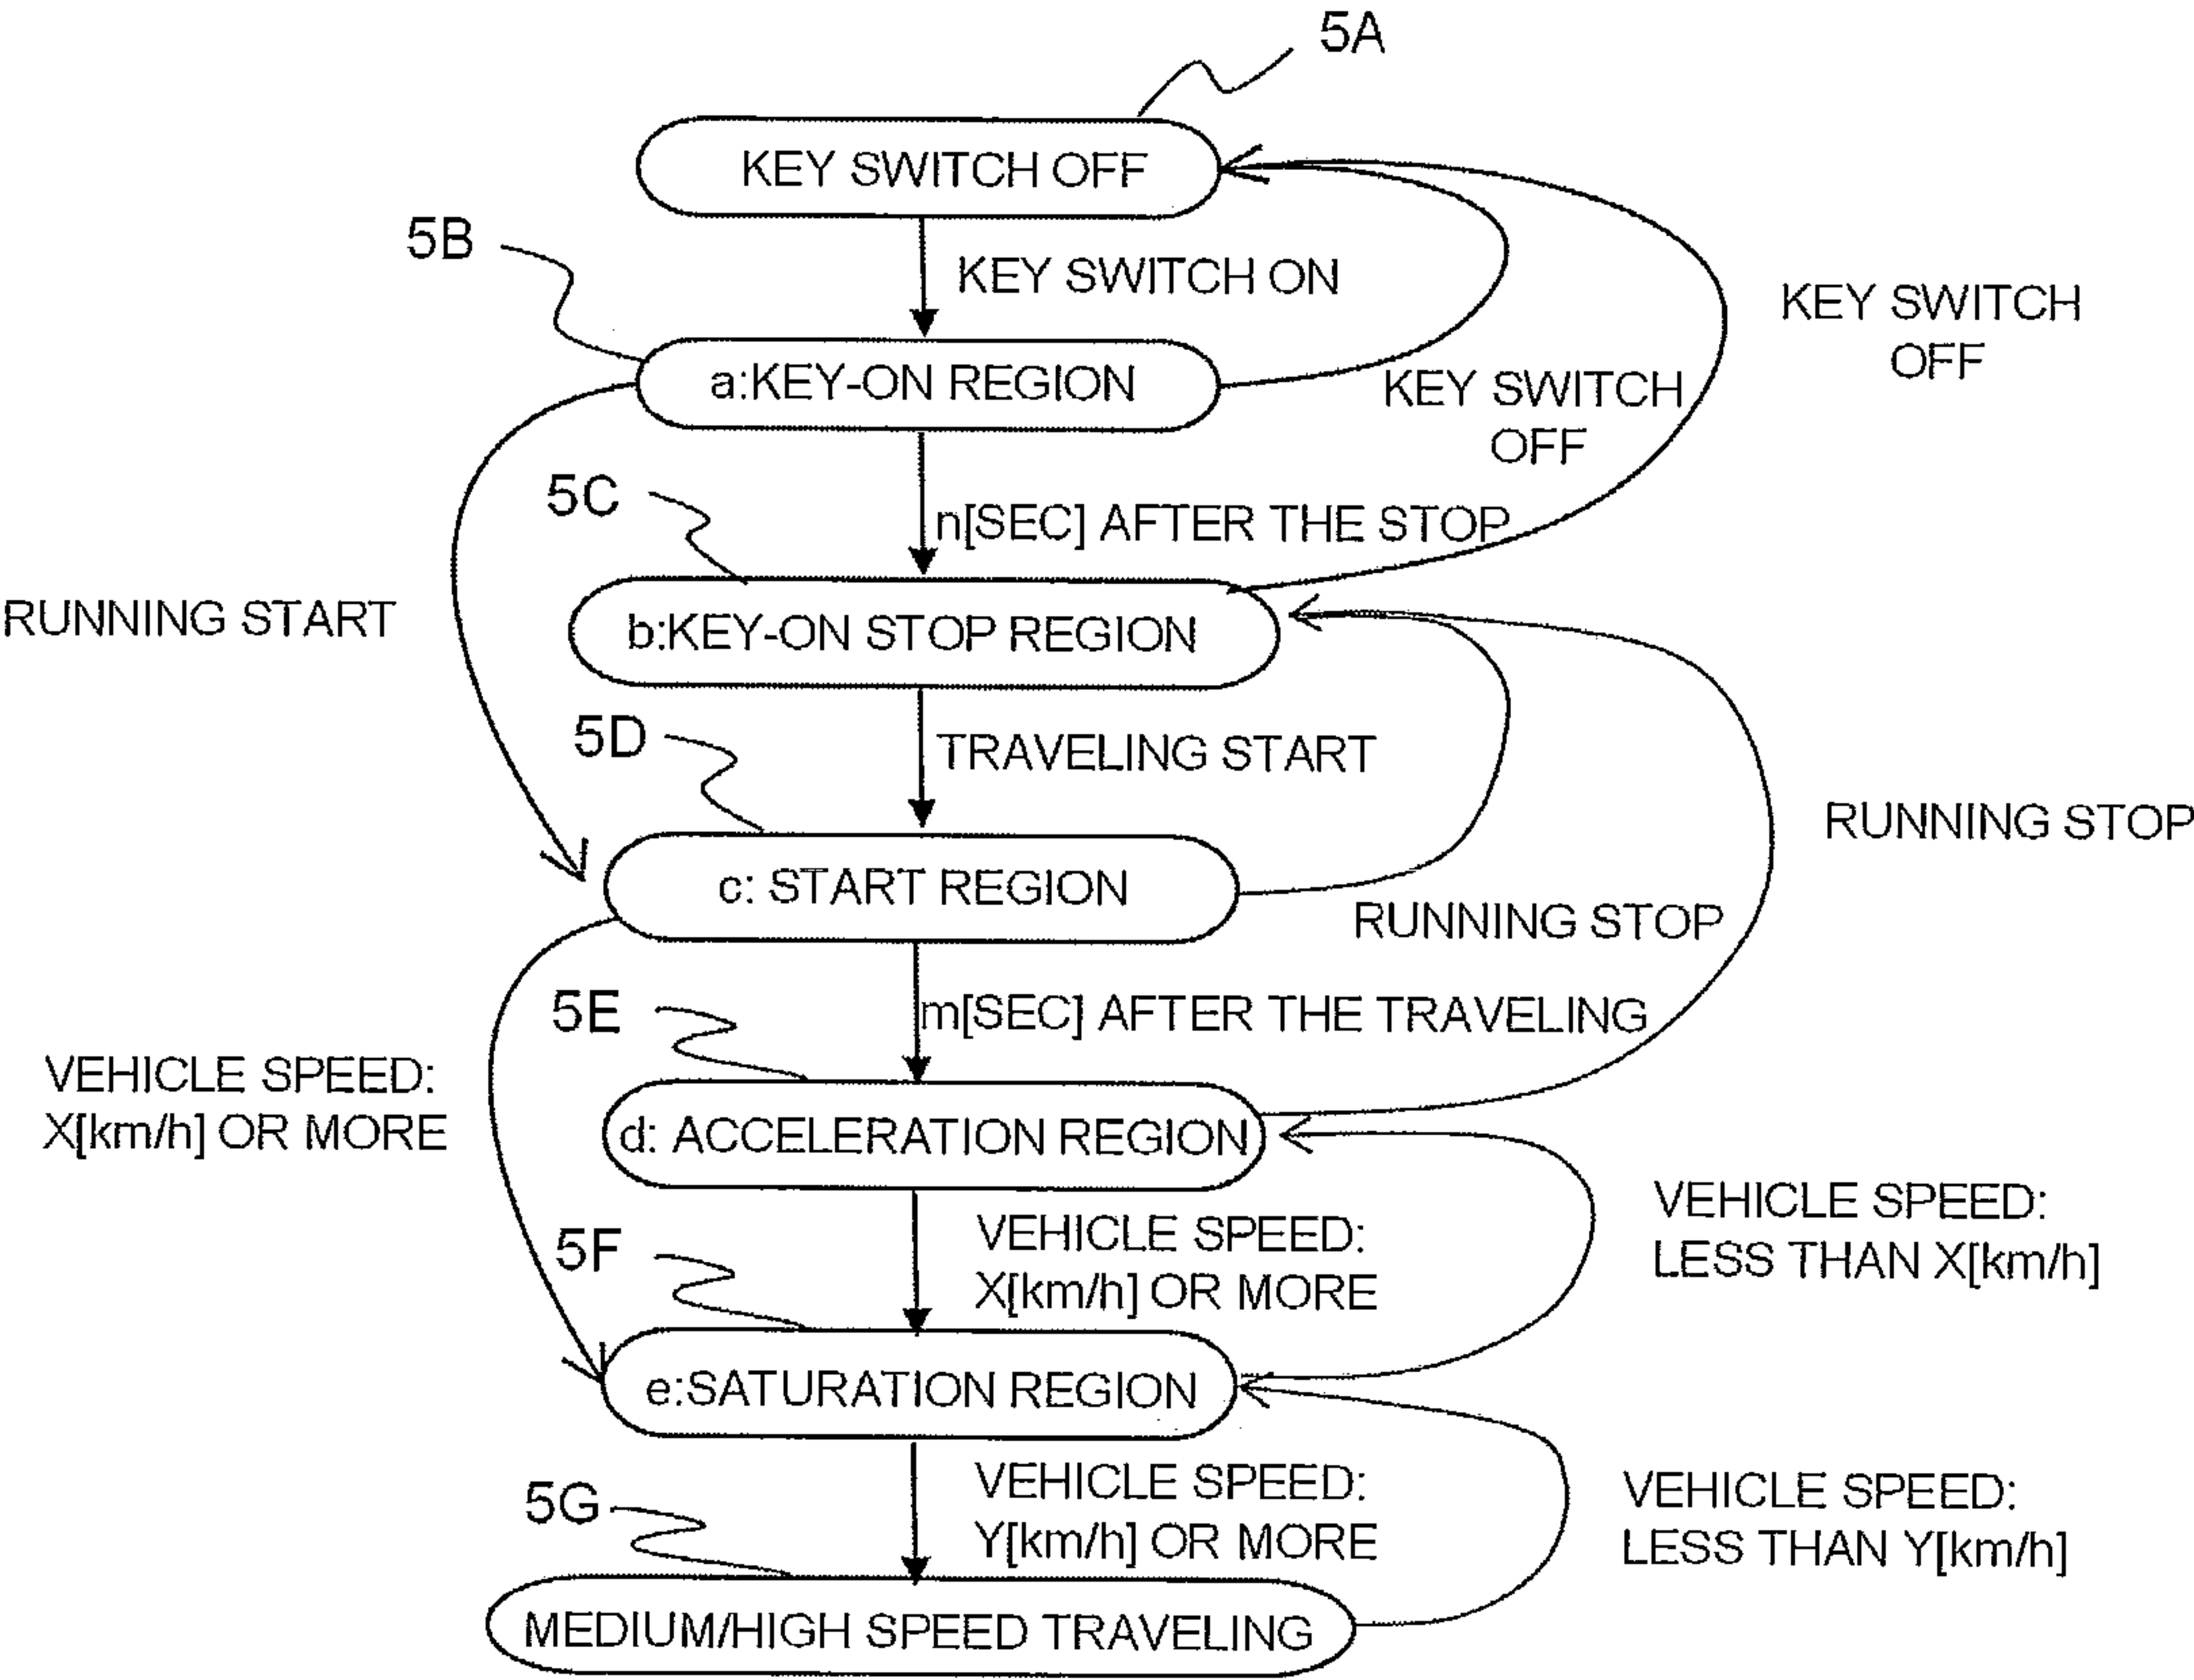 5A
KEY SWITCH OFF
5B
KEY SWITCH ON
KEY SWITCH
OFF
a:KEY-ON REGION
KEY SWITCH
OFF
5C
n[SEC] AFTER THE STOP
RUNNING START
b:KEY-ON STOP REGION
5D
TRAVELING START
RUNNING STOP
c: START REGION
RUNNING STOP
5E
m[SEC] AFTER THE TRAVELING
VEHICLE SPEED:
X[km/h] OR MORE
d: ACCELERATION REGION
5F
VEHICLE SPEED:
X[km/h] OR MORE
VEHICLE SPEED:
LESS THAN X[km/h]
e:SATURATION REGION
5G
VEHICLE SPEED:
Y[km/h] OR MORE
VEHICLE SPEED:
LESS THAN Y[km/h]
MEDIUM/HIGH SPEED TRAVELING